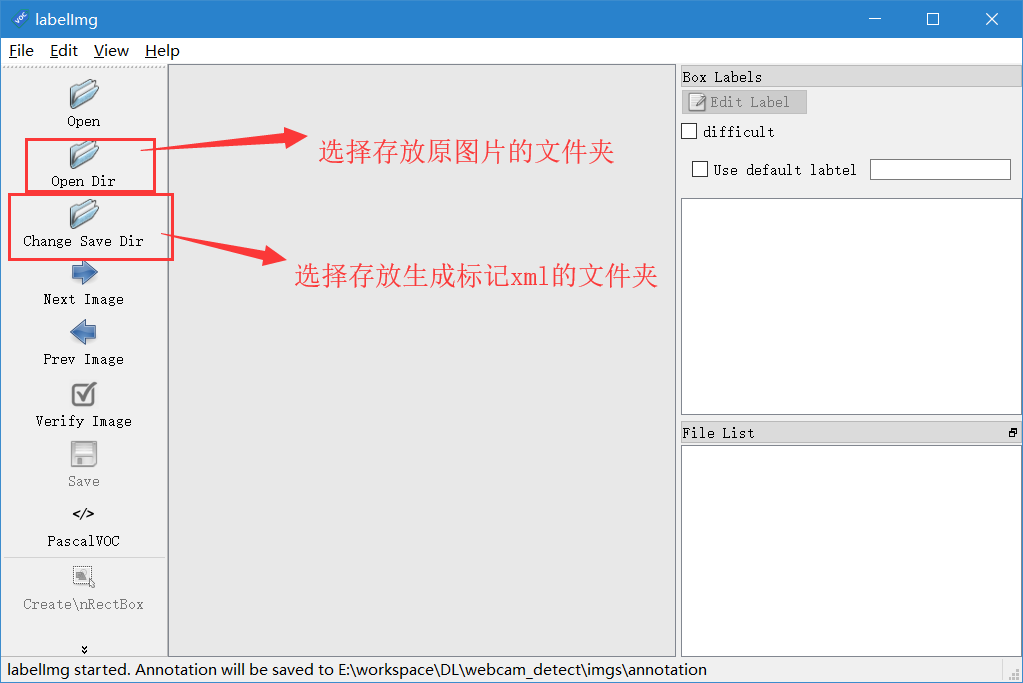 VOC labelImg
File Edit View Help
Open
Open Dir
Change Save Dir
Next Image
Prev Image
Verify Image
Save
</>
PascalVOC
Create\nRectBox
选择存放原图片的文件夹
选择存放生成标记xml的文件夹
Box Labels
Edit Label
difficult
Use default labtel
File List
labelImg started. Annotation will be saved to E:\workspace\DL\webcam_detect\imgs\annotation